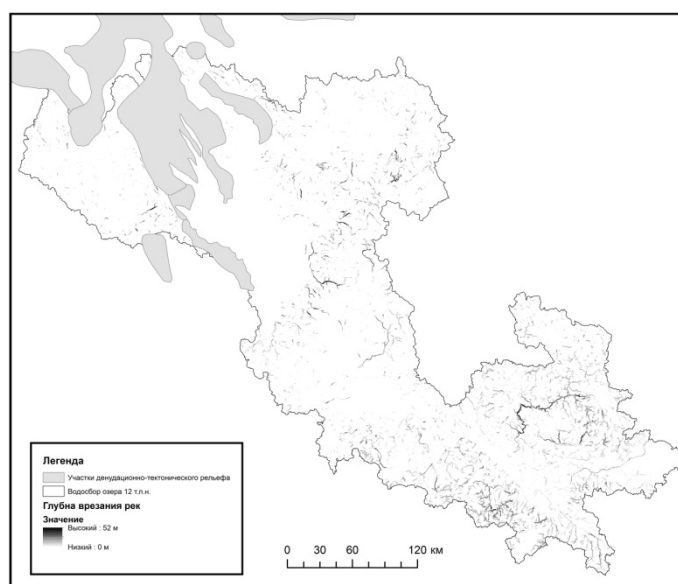 Легенда
Участки денудационно-тектонического рельефа
Водосбор озера 12 т.л.н.
Глубна врезания рек
Значение
Высокий : 52 м
Низкий : 0 м
0 30 60 120 км